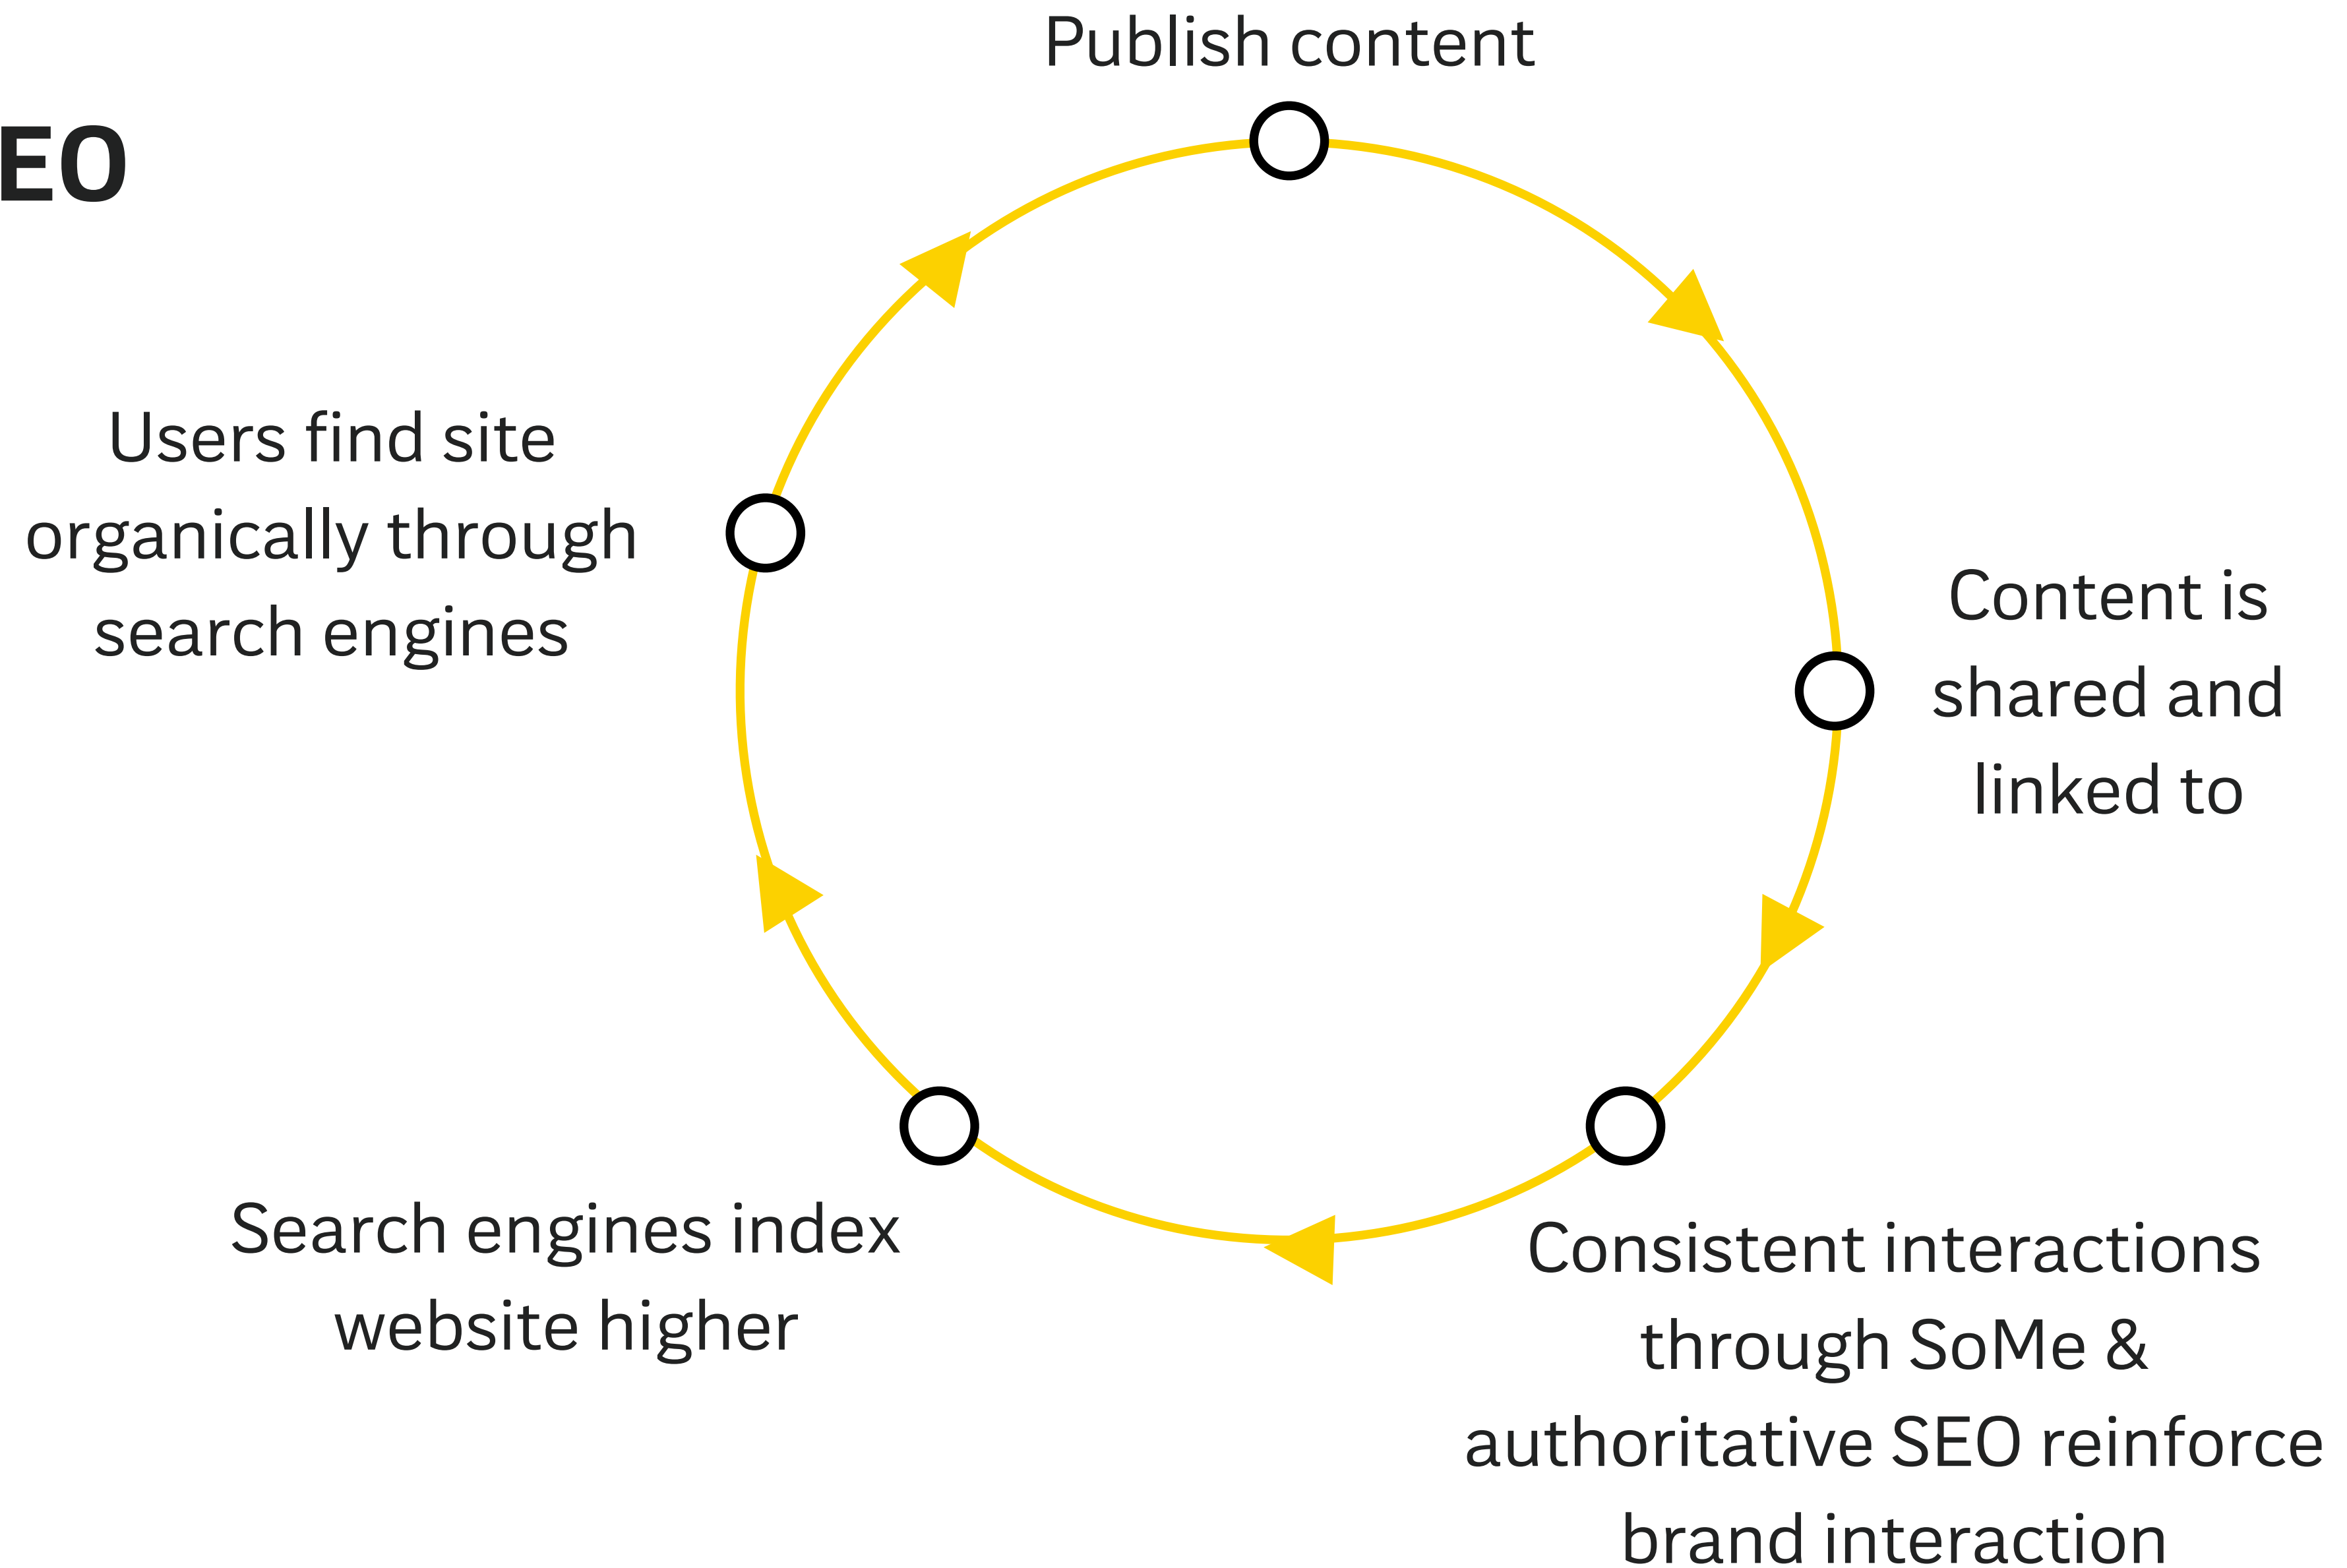 Publish content
EO
Users find site
organically through
search engines
Content is
shared and
linked to
Search engines index
website higher
Consistent interactions
through SoMe &
authoritative SEO reinforce
brand interaction